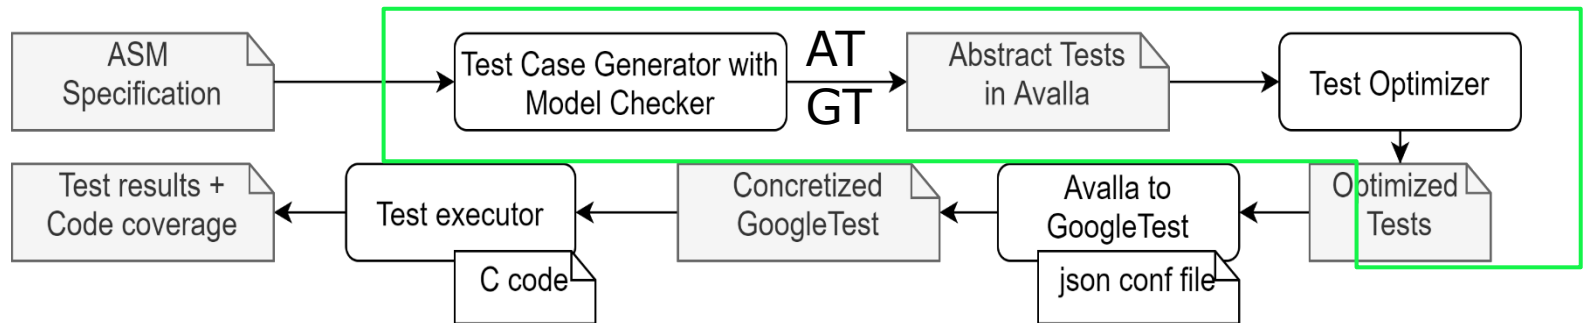 ASM
Specification
Test Case Generator with
Model Checker
AT
GT
Abstract Tests
in Avalla
Test Optimizer
Test results +
Code coverage
Test executor
C code
Concretized
GoogleTest
Avalla to
GoogleTest
json conf file
Optimized
Tests